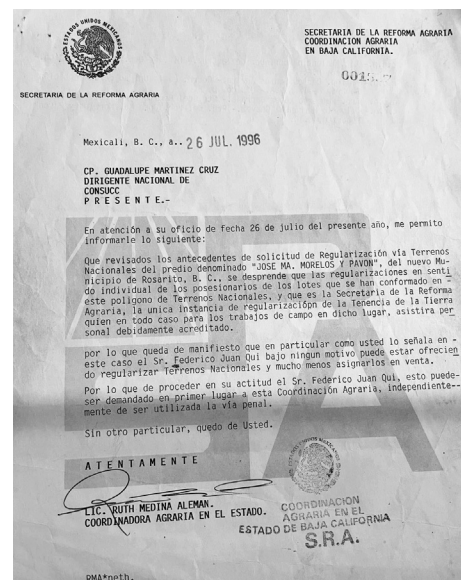 ESTADOS UNIDOS MEXICANOS
SECRETARIA DE LA REFORMA AGRARIA
SECRETARIA DE LA REFORMA AGRARIA
COORDINACION AGRARIA
EN BAJA CALIFORNIA.
Mexicali, B. C., a.. 26 JUL. 1996
CP. GUADALUPE MARTINEZ CRUZ
DIRIGENTE NACIONAL DE
CONSUCC
P R E S E N T E.-
En atención a su oficio de fecha 26 de julio del presente año, me permito
informarle lo siguiente:
Que revisados los antecedentes de solicitud de Regularización vía Terrenos
Nacionales del predio denominado "JOSE MA. MORELOS Y PAVON", del nuevo Mu-
nicipio de Rosarito, B. C., se desprende que las regularizaciones en senti
do individual de los posesionarios de los lotes que se han conformado en -
este polígono de Terrenos Nacionales, y que es la Secretaría de la Reforma
Agraria, la unica instancia de regularizacíópn de la Tenencia de la Tierra
quien en todo caso para los trabajos de campo en dicho lugar, asistira per
sonal debidamente acreditado.
por lo que queda de manifiesto que en particular como usted lo señala en -
este caso el Sr. Federico Juan Qui bajo ningun motivo puede estar ofrecien
do regularizar Terrenos Nacionales y mucho menos asignarlos en venta.
Por lo que de proceder en su actitud el Sr. Federico Juan Qui, esto puede-
ser demandado en primer lugar a esta Coordinación Agraria, independiente--
mente de ser utilizada la vía penal.
Sin otro particular, quedo de Usted.
A T E N T A M E N T E
LIC. RUTH MEDINA ALEMAN.
COORDINADORA AGRARIA EN EL ESTADO.
COORDINACION
AGRARIA EN EL
ESTADO DE BAJA CALIFORNIA
S.R.A.
RMA*neth.